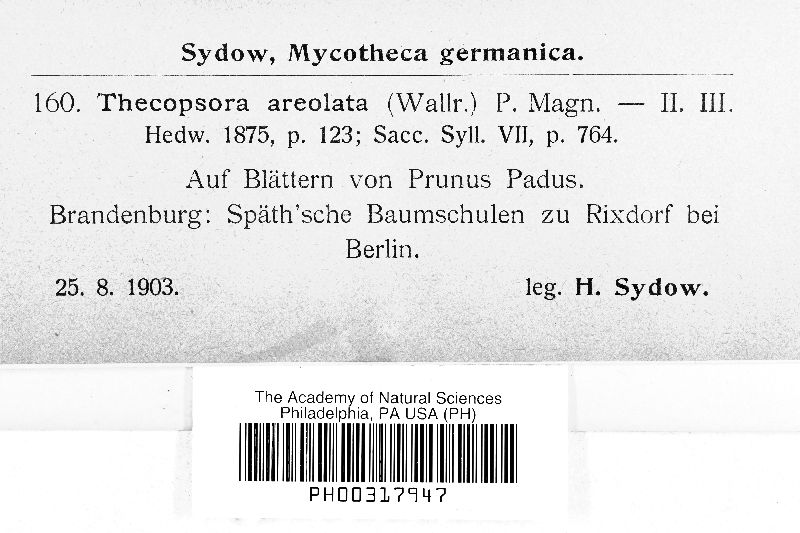 Sydow, Mycotheca germanica.
160. Thecopsora areolata (Wallr.) P. Magn. — II. III.
Hedw. 1875, p. 123; Sacc. Syll. VII, p. 764.
Auf Blättern von Prunus Padus.
Brandenburg: Späth'sche Baumschulen zu Rixdorf bei
Berlin.
25. 8. 1903. leg. H. Sydow.
The Academy of Natural Sciences
Philadelphia, PA USA (PH)
PH00317947